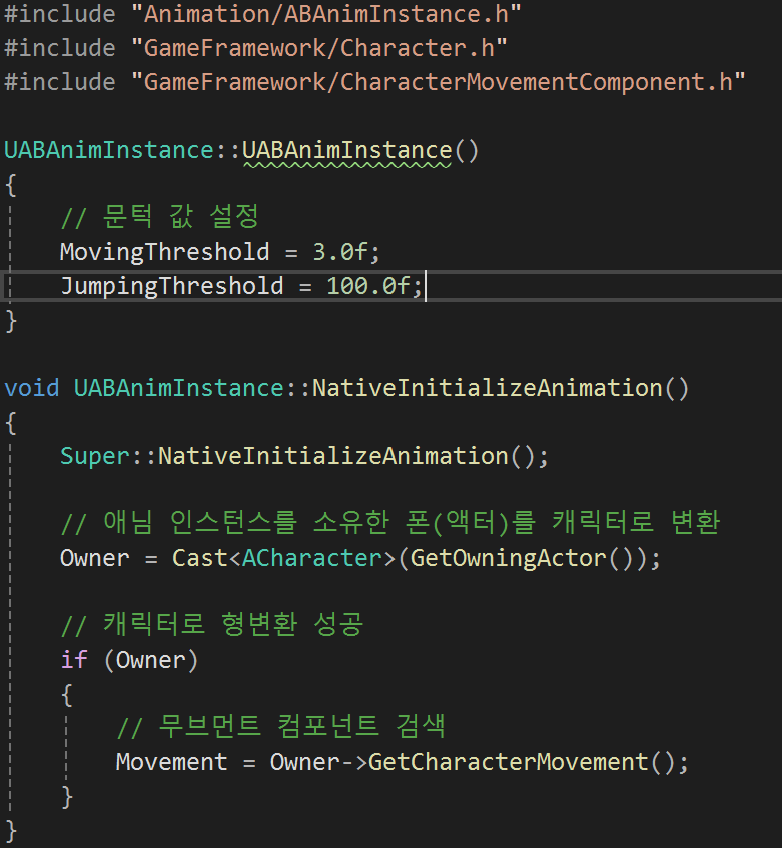 #include "Animation/ABAnimInstance.h"
#include "GameFramework/Character.h"
#include "GameFramework/CharacterMovementComponent.h"
UABAnimInstance::UABAnimInstance()
{
// 문턱 값 설정
MovingThreshold = 3.0f;
JumpingThreshold = 100.0f;
}
void UABAnimInstance::NativeInitializeAnimation()
{
Super::NativeInitializeAnimation();
// 애님 인스턴스를 소유한 폰(액터)를 캐릭터로 변환
Owner = Cast<ACharacter>(GetOwningActor());
// 캐릭터로 형변환 성공
if (Owner)
{
// 무브먼트 컴포넌트 검색
Movement = Owner->GetCharacterMovement();
}
}